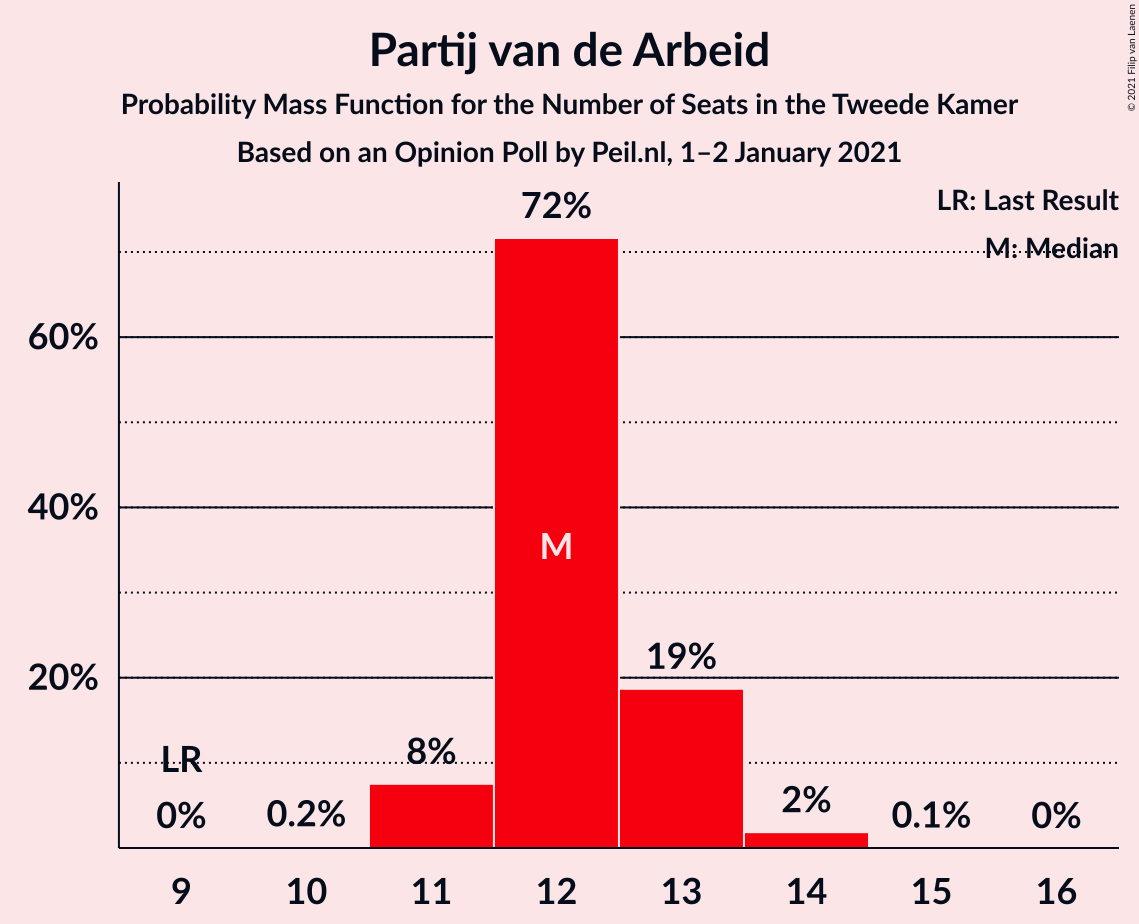 Partij van de Arbeid
Probability Mass Function for the Number of Seats in the Tweede Kamer
Based on an Opinion Poll by Peil.nl, 1–2 January 2021
© 2021 Filip van Laenen
LR: Last Result
M: Median
72%
60%
40%
M
20%
19%
LR
8%
0%
0.2%
2%
0.1%
0%
9
10
11
12
13
14
15
16